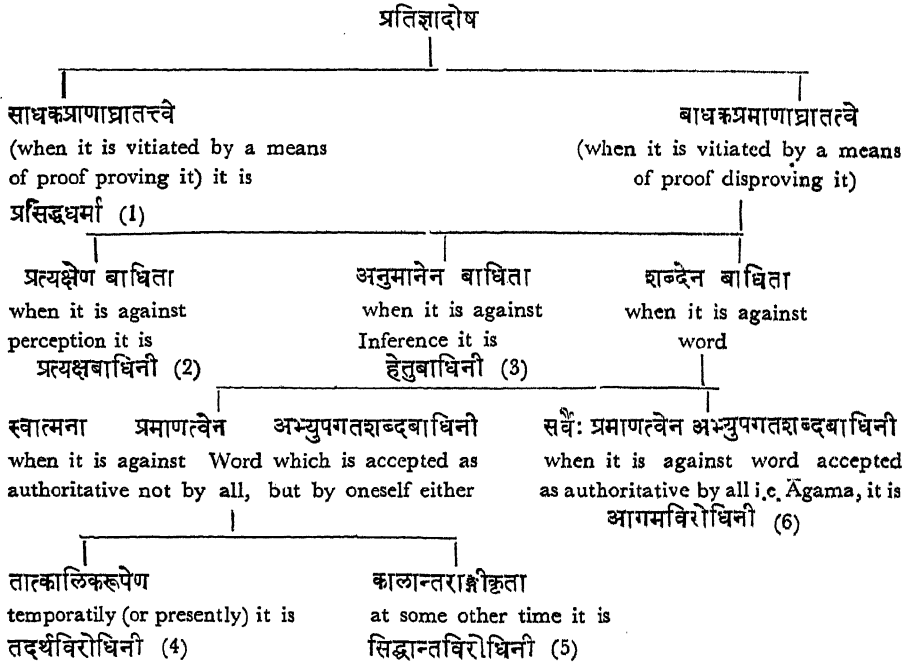 प्रतिज्ञादोष
साधकप्राणाघ्रातत्त्वे
(when it is vitiated by a means
of proof proving it) it is
प्रसिद्धधर्मा (1)
बाधकप्रमाणाघ्रातत्वे
(when it is vitiated by a means
of proof disproving it)
प्रत्यक्षेण बाधिता
when it is against
perception it is
प्रत्यक्षबाधिनी (2)
अनुमानेन बाधिता
when it is against
Inference it is
हेतुबाधिनी (3)
शब्देन बाधिता
when it is against
word
स्वात्मना प्रमाणत्वेन अभ्युपगतशब्दबाधिनी
when it is against Word which is accepted as
authoritative not by all, but by oneself either
सर्वैः प्रमाणत्वेन अभ्युपगतशब्दबाधिनी
when it is against word accepted
as authoritative by all i.e. Āgama, it is
आगमविरोधिनी (6)
तात्कालिकरूपेण
temporatily (or presently) it is
तदर्थविरोधिनी (4)
कालान्तराङ्गीकृता
at some other time it is
सिद्धान्तविरोधिनी (5)